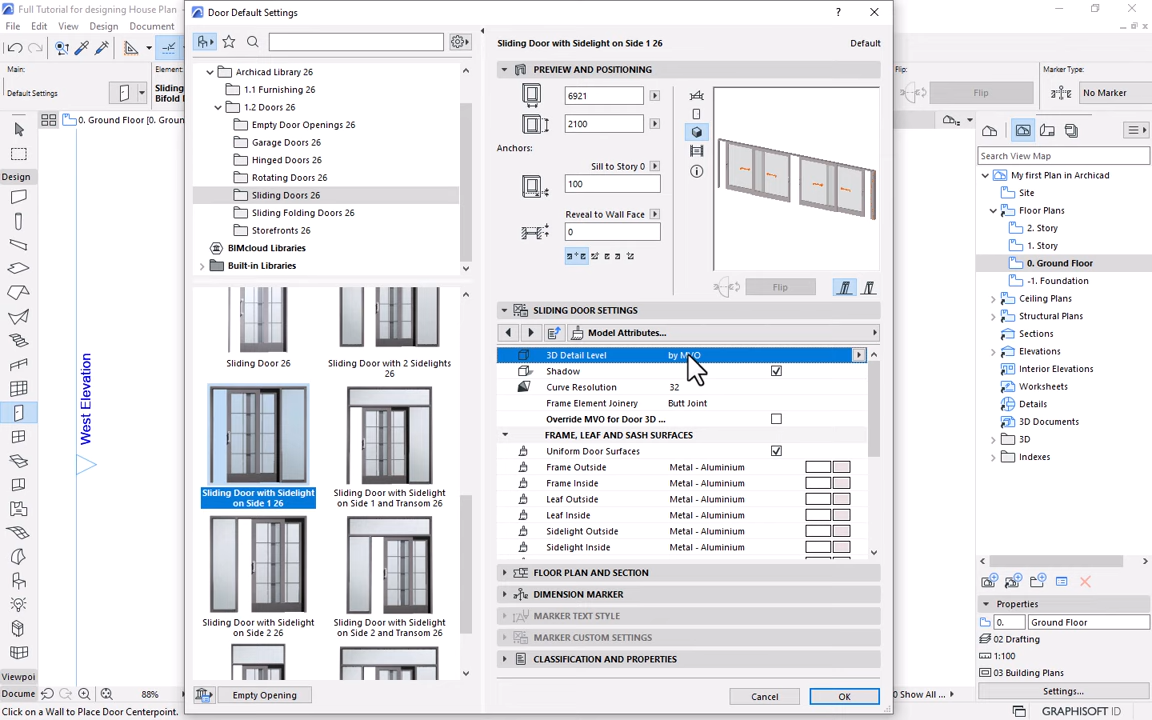 Full Tutorial for designing House Plan
Door Default Settings
File Edit View Design Document
Main:
Default Settings
Element:
Sliding
Bifold D
Flip:
Flip
Marker Type:
No Marker
0. Ground Floor [0. Groun
Design
Viewpoi
Docume
88%
Click on a Wall to Place Door Centerpoint.
West Elevation
Archicad Library 26
1.1 Furnishing 26
1.2 Doors 26
Empty Door Openings 26
Garage Doors 26
Hinged Doors 26
Rotating Doors 26
Sliding Doors 26
Sliding Folding Doors 26
Storefronts 26
BIMcloud Libraries
Built-in Libraries
Sliding Door 26
Sliding Door with 2 Sidelights
26
Sliding Door with Sidelight
on Side 1 26
Sliding Door with Sidelight
on Side 1 and Transom 26
Sliding Door with Sidelight
on Side 2 26
Sliding Door with Sidelight
on Side 2 and Transom 26
Empty Opening
Sliding Door with Sidelight on Side 1 26
Default
PREVIEW AND POSITIONING
6921
2100
Anchors:
Sill to Story 0
100
Reveal to Wall Face
0
Flip
SLIDING DOOR SETTINGS
Model Attributes...
3D Detail Level by MVO
Shadow
Curve Resolution 32
Frame Element Joinery Butt Joint
Override MVO for Door 3D ...
FRAME, LEAF AND SASH SURFACES
Uniform Door Surfaces
Frame Outside Metal - Aluminium
Frame Inside Metal - Aluminium
Leaf Outside Metal - Aluminium
Leaf Inside Metal - Aluminium
Sidelight Outside Metal - Aluminium
Sidelight Inside Metal - Aluminium
FLOOR PLAN AND SECTION
DIMENSION MARKER
MARKER TEXT STYLE
MARKER CUSTOM SETTINGS
CLASSIFICATION AND PROPERTIES
Cancel
OK
Search View Map
My first Plan in Archicad
Site
Floor Plans
2. Story
1. Story
0. Ground Floor
-1. Foundation
Ceiling Plans
Structural Plans
Sections
Elevations
Interior Elevations
Worksheets
Details
3D Documents
3D
Indexes
Properties
0. Ground Floor
02 Drafting
1:100
03 Building Plans
Settings...
0 Show All ...
GRAPHISOFT ID